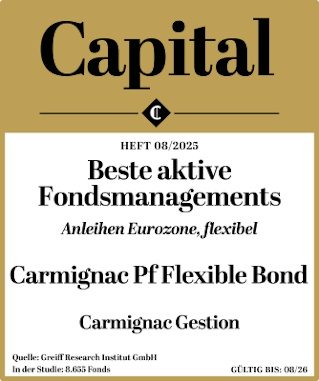 Capital
C
HEFT 08/2025
Beste aktive
Fondsmanagements
Anleihen Eurozone, flexibel
Carmignac Pf Flexible Bond
Carmignac Gestion
Quelle: Greiff Research Institut GmbH
In der Studie: 8.655 Fonds
GÜLTIG BIS: 08/26